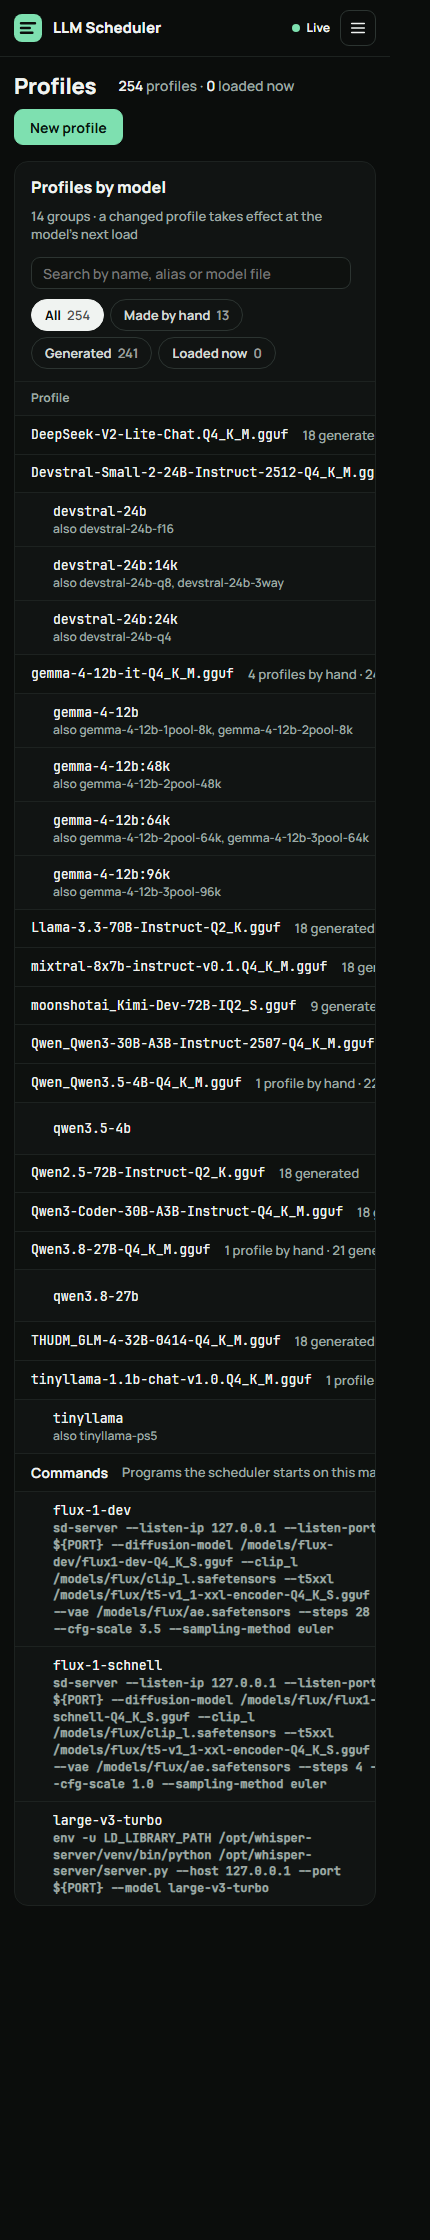 LLM Scheduler
Live
Profiles 254 profiles · 0 loaded now
New profile
Profiles by model
14 groups · a changed profile takes effect at the
model's next load
Search by name, alias or model file
All 254 Made by hand 13
Generated 241 Loaded now 0
Profile
DeepSeek-V2-Lite-Chat.Q4_K_M.gguf 18 generate
Devstral-Small-2-24B-Instruct-2512-Q4_K_M.gg
devstral-24b
also devstral-24b-f16
devstral-24b:14k
also devstral-24b-q8, devstral-24b-3way
devstral-24b:24k
also devstral-24b-q4
gemma-4-12b-it-Q4_K_M.gguf 4 profiles by hand · 24
gemma-4-12b
also gemma-4-12b-1pool-8k, gemma-4-12b-2pool-8k
gemma-4-12b:48k
also gemma-4-12b-2pool-48k
gemma-4-12b:64k
also gemma-4-12b-2pool-64k, gemma-4-12b-3pool-64k
gemma-4-12b:96k
also gemma-4-12b-3pool-96k
Llama-3.3-70B-Instruct-Q2_K.gguf 18 generated
mixtral-8x7b-instruct-v0.1.Q4_K_M.gguf 18 ge
moonshotai_Kimi-Dev-72B-IQ2_S.gguf 9 generate
Qwen_Qwen3-30B-A3B-Instruct-2507-Q4_K_M.gguf
Qwen_Qwen3.5-4B-Q4_K_M.gguf 1 profile by hand · 22
qwen3.5-4b
Qwen2.5-72B-Instruct-Q2_K.gguf 18 generated
Qwen3-Coder-30B-A3B-Instruct-Q4_K_M.gguf 18
Qwen3.8-27B-Q4_K_M.gguf 1 profile by hand · 21 gene
qwen3.8-27b
THUDM_GLM-4-32B-0414-Q4_K_M.gguf 18 generated
tinyllama-1.1b-chat-v1.0.Q4_K_M.gguf 1 profile
tinyllama
also tinyllama-ps5
Commands Programs the scheduler starts on this ma
flux-1-dev
sd-server --listen-ip 127.0.0.1 --listen-port
${PORT} --diffusion-model /models/flux-
dev/flux1-dev-Q4_K_S.gguf --clip_l
/models/flux/clip_l.safetensors --t5xxl
/models/flux/t5-v1_1-xxl-encoder-Q4_K_S.gguf
--vae /models/flux/ae.safetensors --steps 28
--cfg-scale 3.5 --sampling-method euler
flux-1-schnell
sd-server --listen-ip 127.0.0.1 --listen-port
${PORT} --diffusion-model /models/flux/flux1-
schnell-Q4_K_S.gguf --clip_l
/models/flux/clip_l.safetensors --t5xxl
/models/flux/t5-v1_1-xxl-encoder-Q4_K_S.gguf
--vae /models/flux/ae.safetensors --steps 4 -
-cfg-scale 1.0 --sampling-method euler
large-v3-turbo
env -u LD_LIBRARY_PATH /opt/whisper-
server/venv/bin/python /opt/whisper-
server/server.py --host 127.0.0.1 --port
${PORT} --model large-v3-turbo